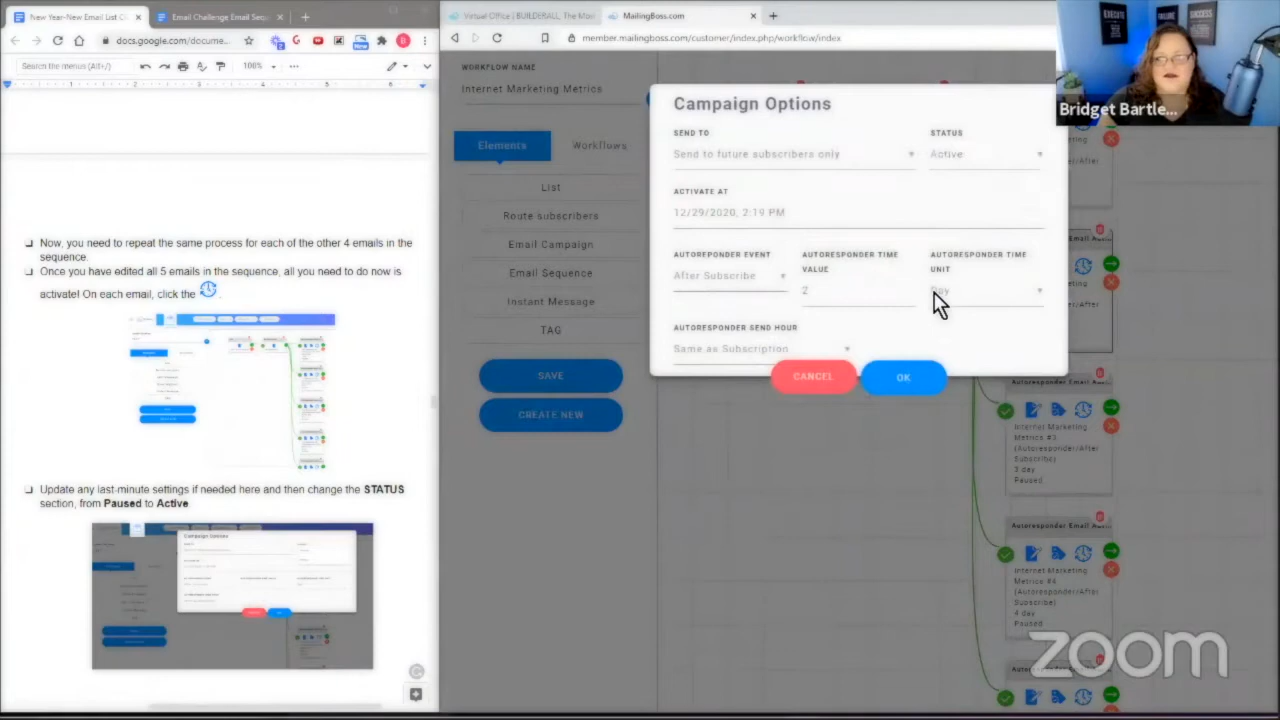 New Year-New Email List C
Email Challenge Email Sequ
Virtual Office | BUILDERALL The Mar
MailingBoss.com
docs.google.com/docume...
member.mailingboss.com/customer/index.php/workflow/index
Search the menus (Alt+/)
100%
EXECUTE
FAILURE
SUCCESS
Bridget Bartle...
Now, you need to repeat the same process for each of the other 4 emails in the
sequence.
Once you have edited all 5 emails in the sequence, all you need to do now is
activate! On each email, click the
.
Update any last-minute settings if needed here and then change the STATUS
section, from Paused to Active
Campaign Options
WORKFLOW NAME
Internet Marketing Metrics
Elements
Workflows
List
Route subscribers
Email Campaign
Email Sequence
Instant Message
TAG
SAVE
CREATE NEW
Campaign Options
SEND TO
STATUS
Send to future subscribers only
Active
ACTIVATE AT
12/29/2020, 2:19 PM
AUTOREPONDER EVENT
AUTORESPONDER TIME
VALUE
AUTORESPONDER TIME
UNIT
After Subscribe
2
Day
AUTORESPONDER SEND HOUR
Same as Subscription
CANCEL
OK
Autoresponder Email Au...
Internet Marketing
Metrics #3
(Autoresponder/After
Subscribe)
3 day
Paused
Autoresponder Email Au...
Internet Marketing
Metrics #4
(Autoresponder/After
Subscribe)
4 day
Paused
zoom